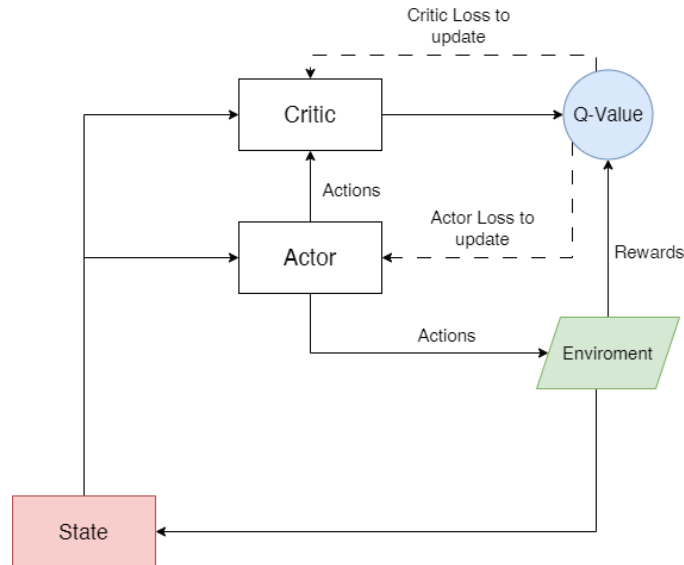 Critic Loss to
update
Critic
Q-Value
Actions
Actor Loss to
update
Actor
Rewards
Actions
Enviroment
State